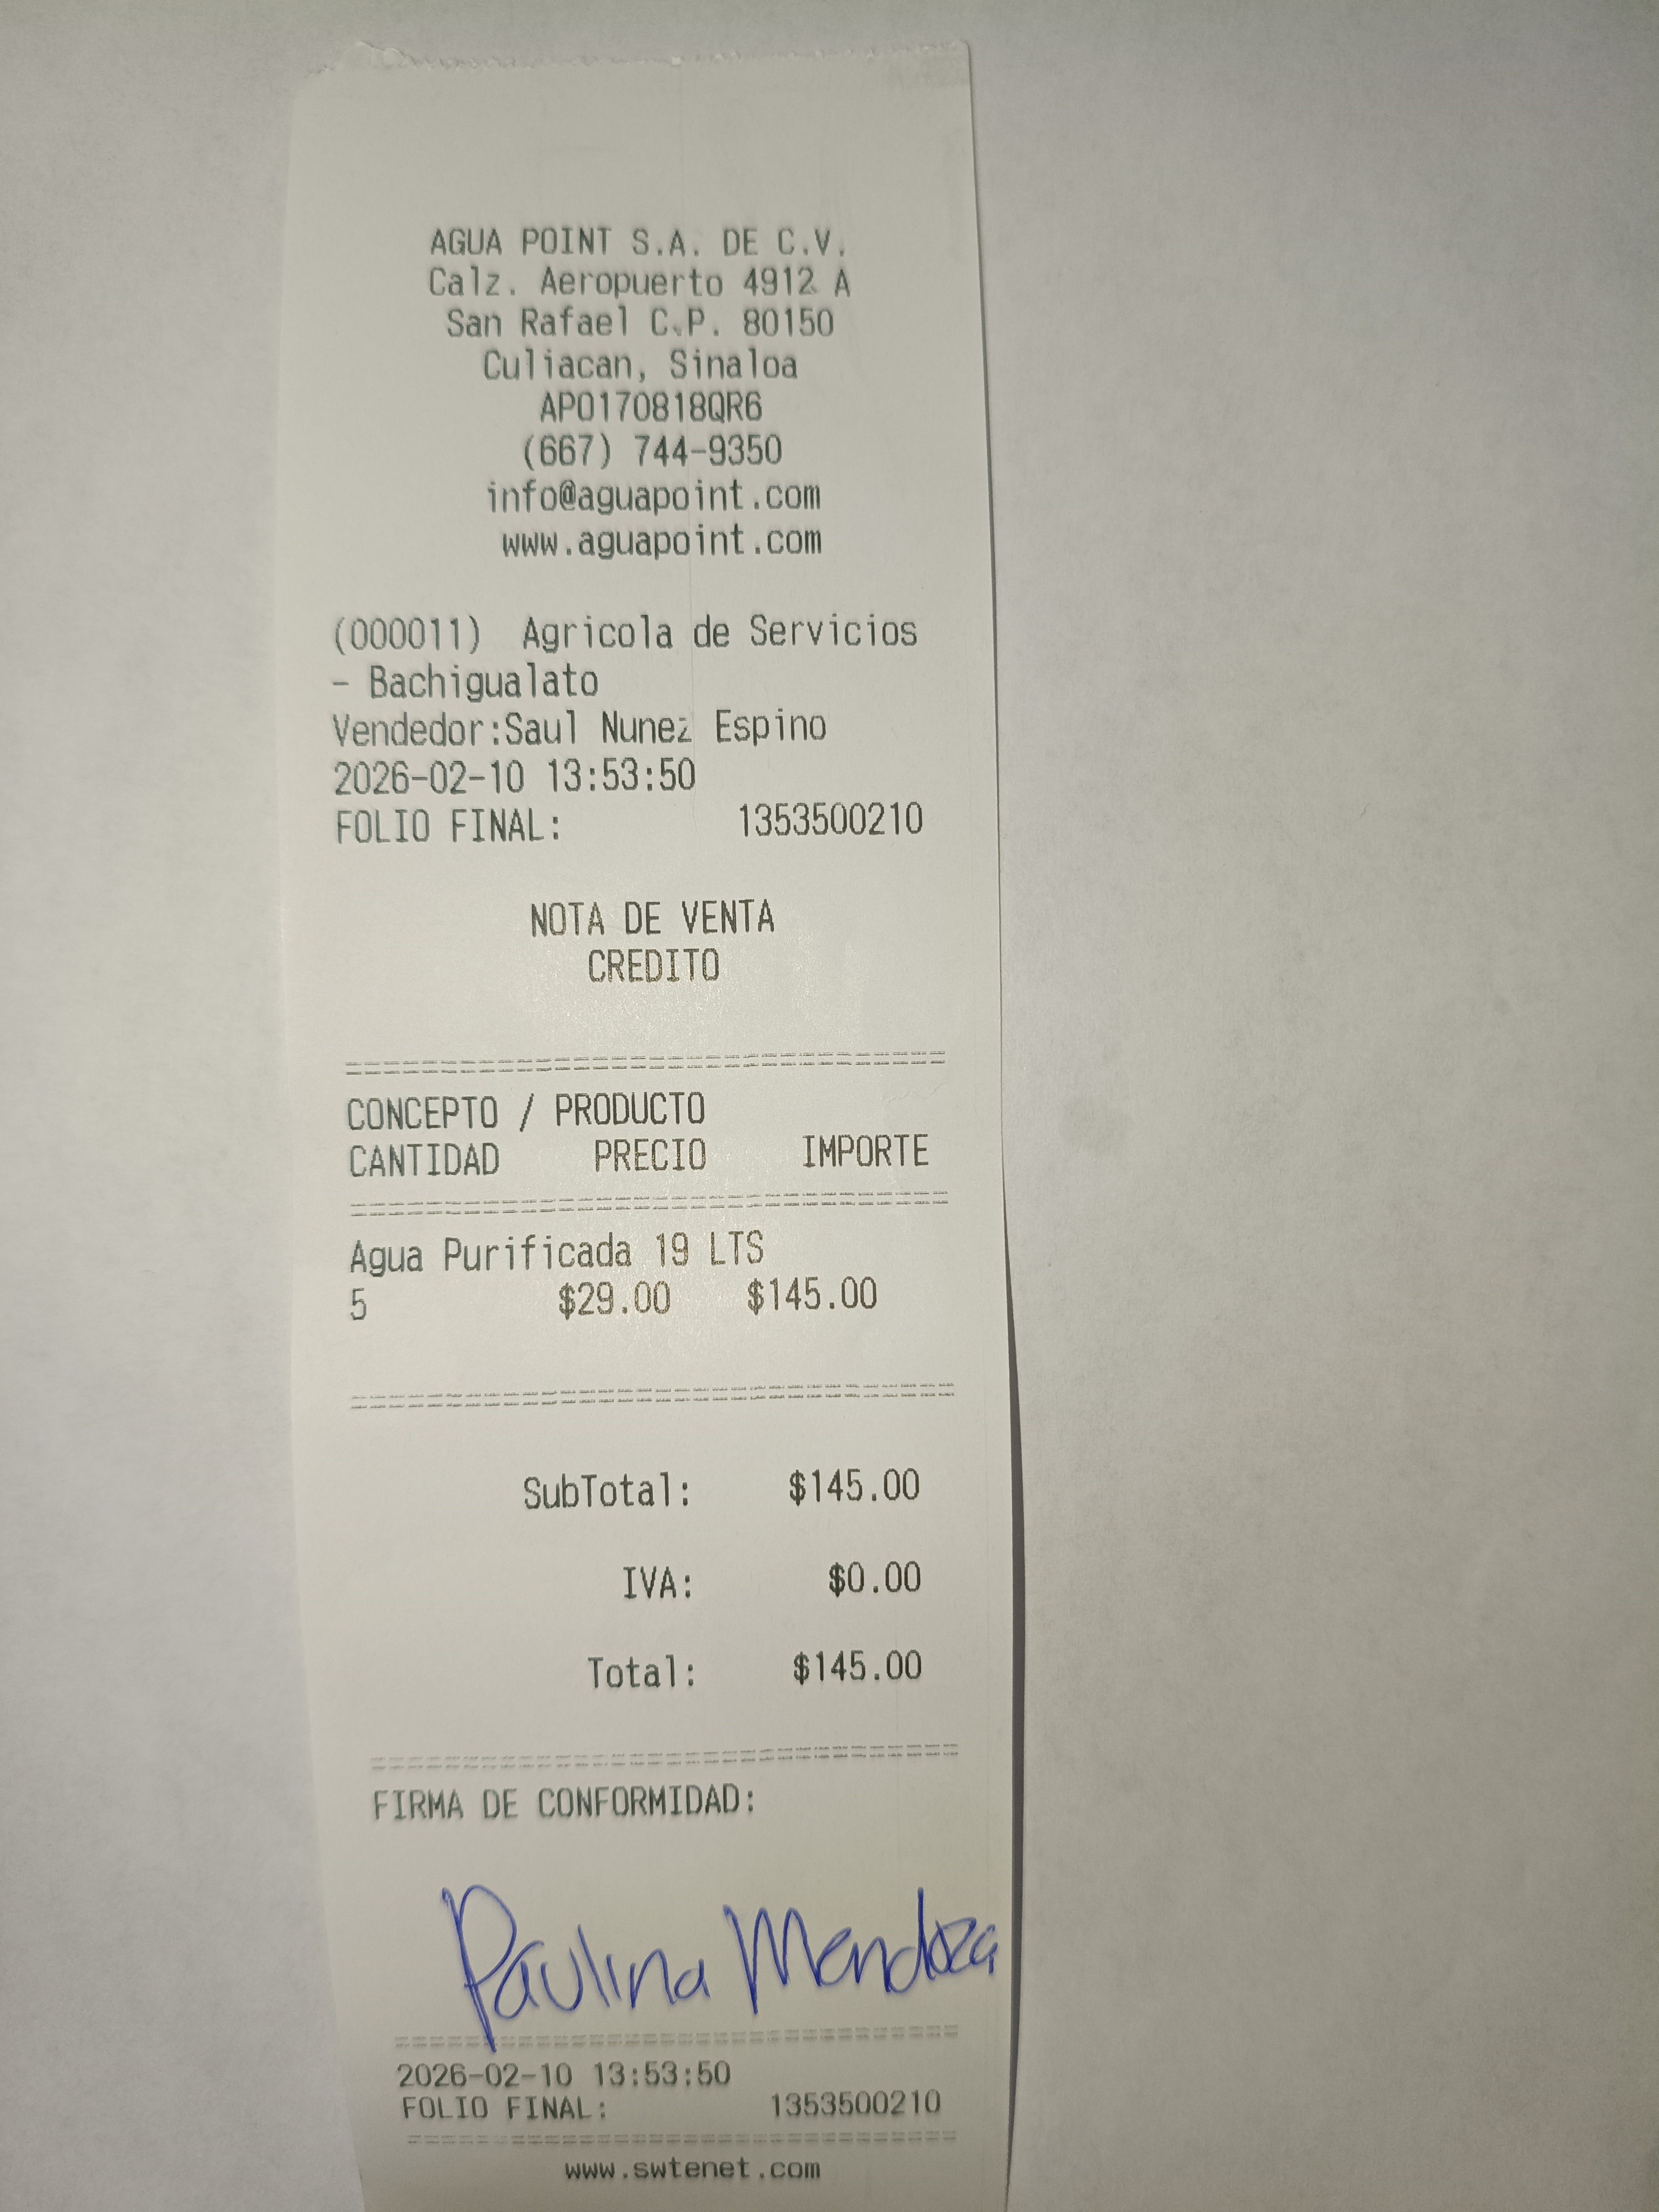 AGUA POINT S.A. DE C.V.
Calz. Aeropuerto 4912 A
San Rafael C.P. 80150
Culiacan, Sinaloa
APO170818QR6
(667) 744-9350
info@aguapoint.com
www.aguapoint.com
(000011) Agricola de Servicios
- Bachigualato
Vendedor:Saul Nunez Espino
2026-02-10 13:53:50
FOLIO FINAL: 1353500210
NOTA DE VENTA
CREDITO
CONCEPTO / PRODUCTO
CANTIDAD PRECIO IMPORTE
Agua Purificada 19 LTS
5 $29.00 $145.00
SubTotal: $145.00
IVA: $0.00
Total: $145.00
FIRMA DE CONFORMIDAD:
Paulina Mendoza
2026-02-10 13:53:50
FOLIO FINAL: 1353500210
www.swtenet.com